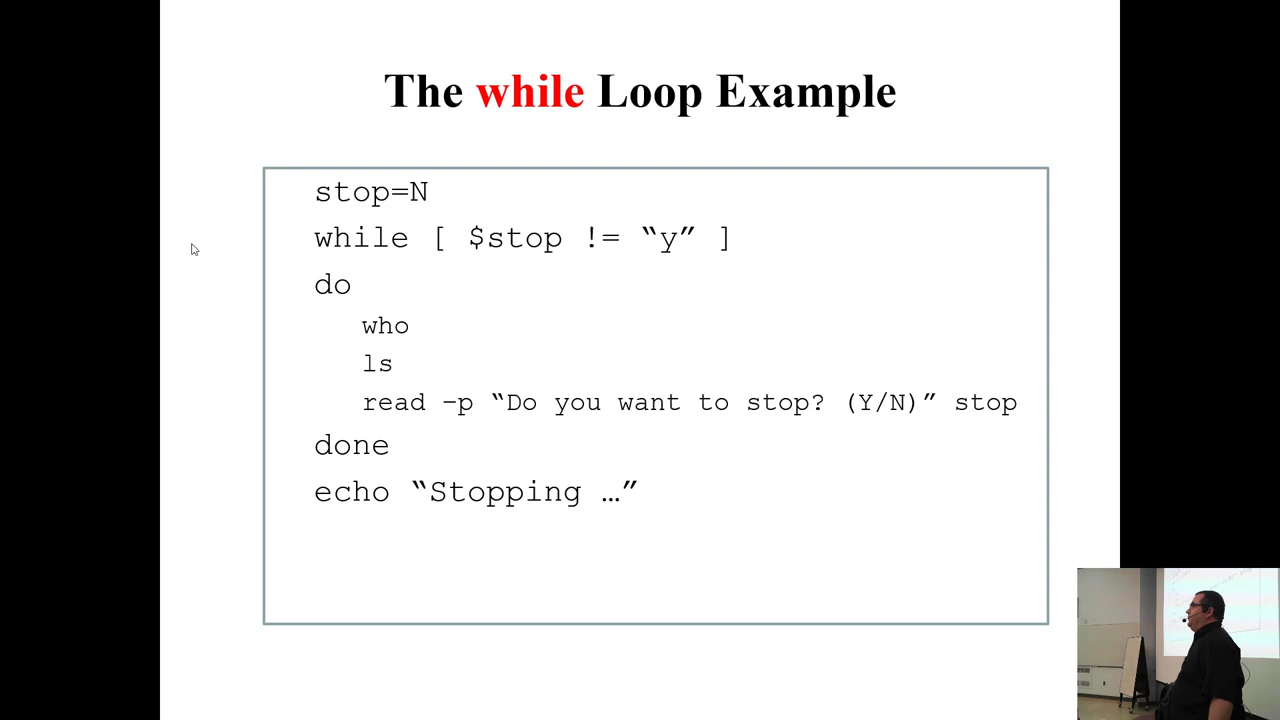 The while Loop Example
stop=N
while [ $stop != “y” ]
do
who
ls
read –p “Do you want to stop? (Y/N)” stop
done
echo “Stopping …”